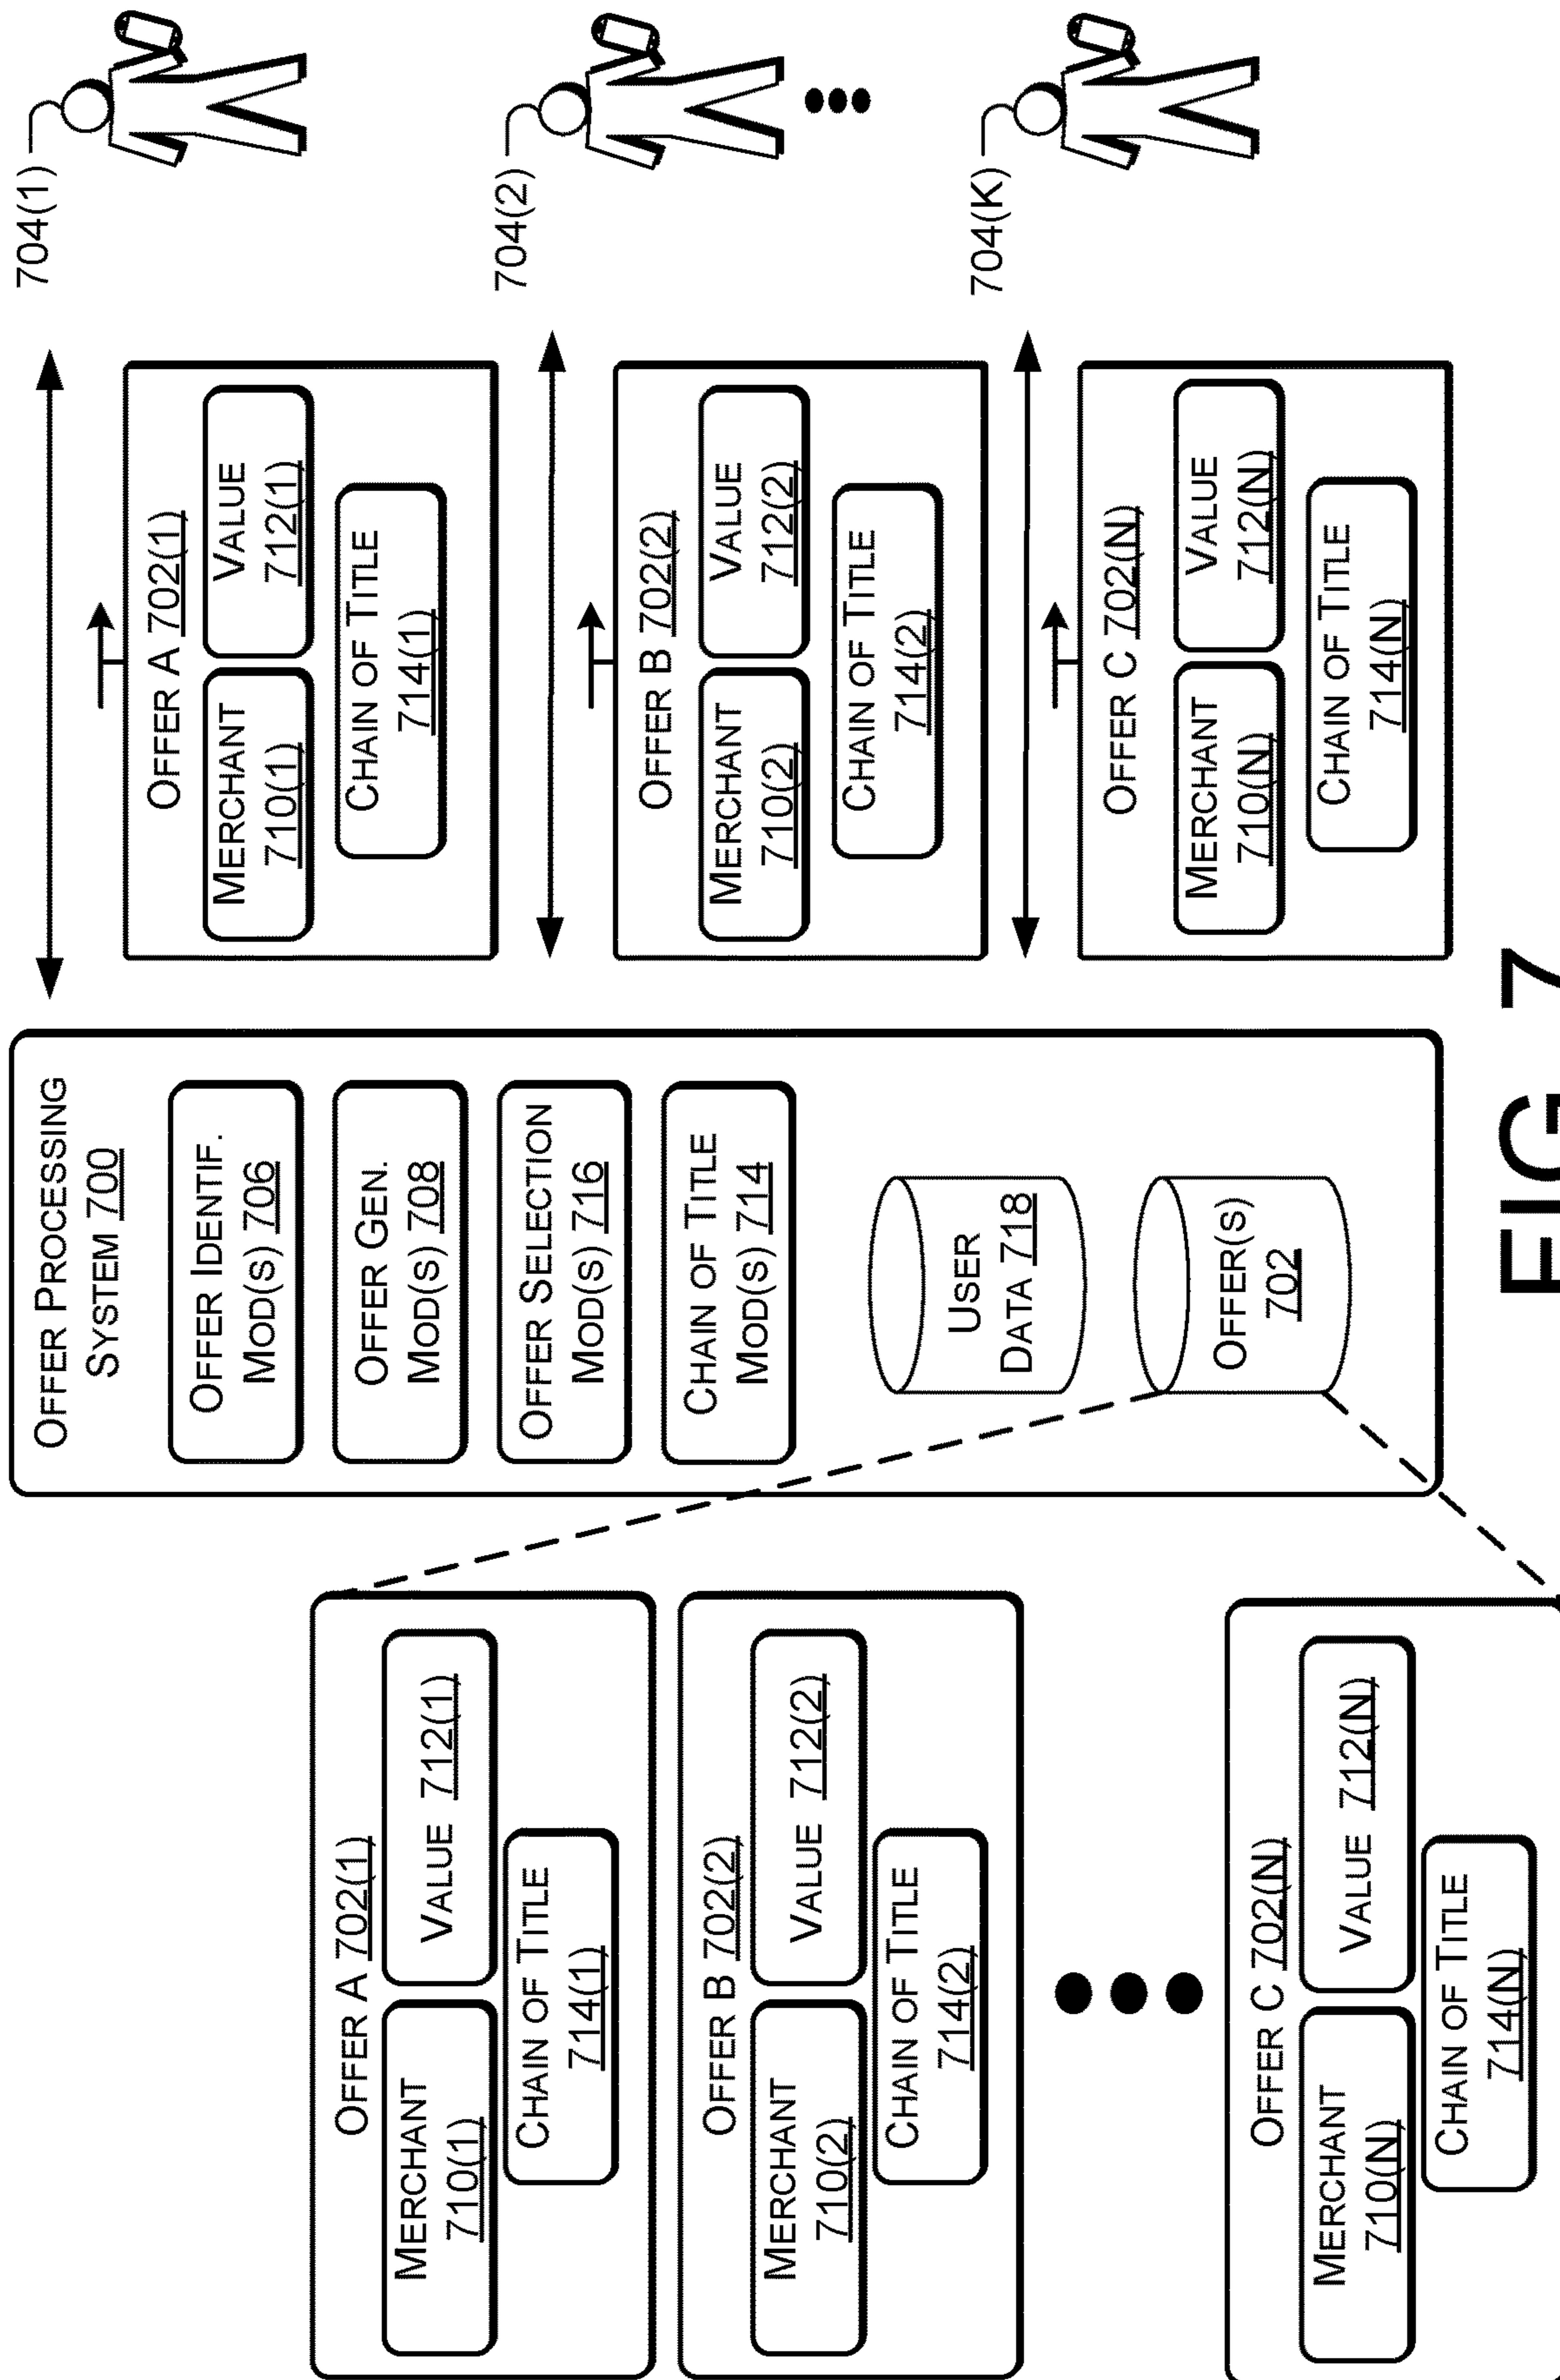 OFFER A 702(1)
MERCHANT
710(1)
VALUE 712(1)
CHAIN OF TITLE
714(1)
OFFER B 702(2)
MERCHANT
710(2)
VALUE 712(2)
CHAIN OF TITLE
714(2)
OFFER C 702(N)
MERCHANT
710(N)
VALUE 712(N)
CHAIN OF TITLE
714(N)
OFFER PROCESSING
SYSTEM 700
OFFER IDENTIF.
MOD(S) 706
OFFER GEN.
MOD(S) 708
OFFER SELECTION
MOD(S) 716
CHAIN OF TITLE
MOD(S) 714
USER
DATA 718
OFFER(S)
702
OFFER A 702(1)
MERCHANT
710(1)
VALUE
712(1)
CHAIN OF TITLE
714(1)
OFFER B 702(2)
MERCHANT
710(2)
VALUE
712(2)
CHAIN OF TITLE
714(2)
OFFER C 702(N)
MERCHANT
710(N)
VALUE
712(N)
CHAIN OF TITLE
714(N)
704(1)
704(2)
704(K)
FIG. 7